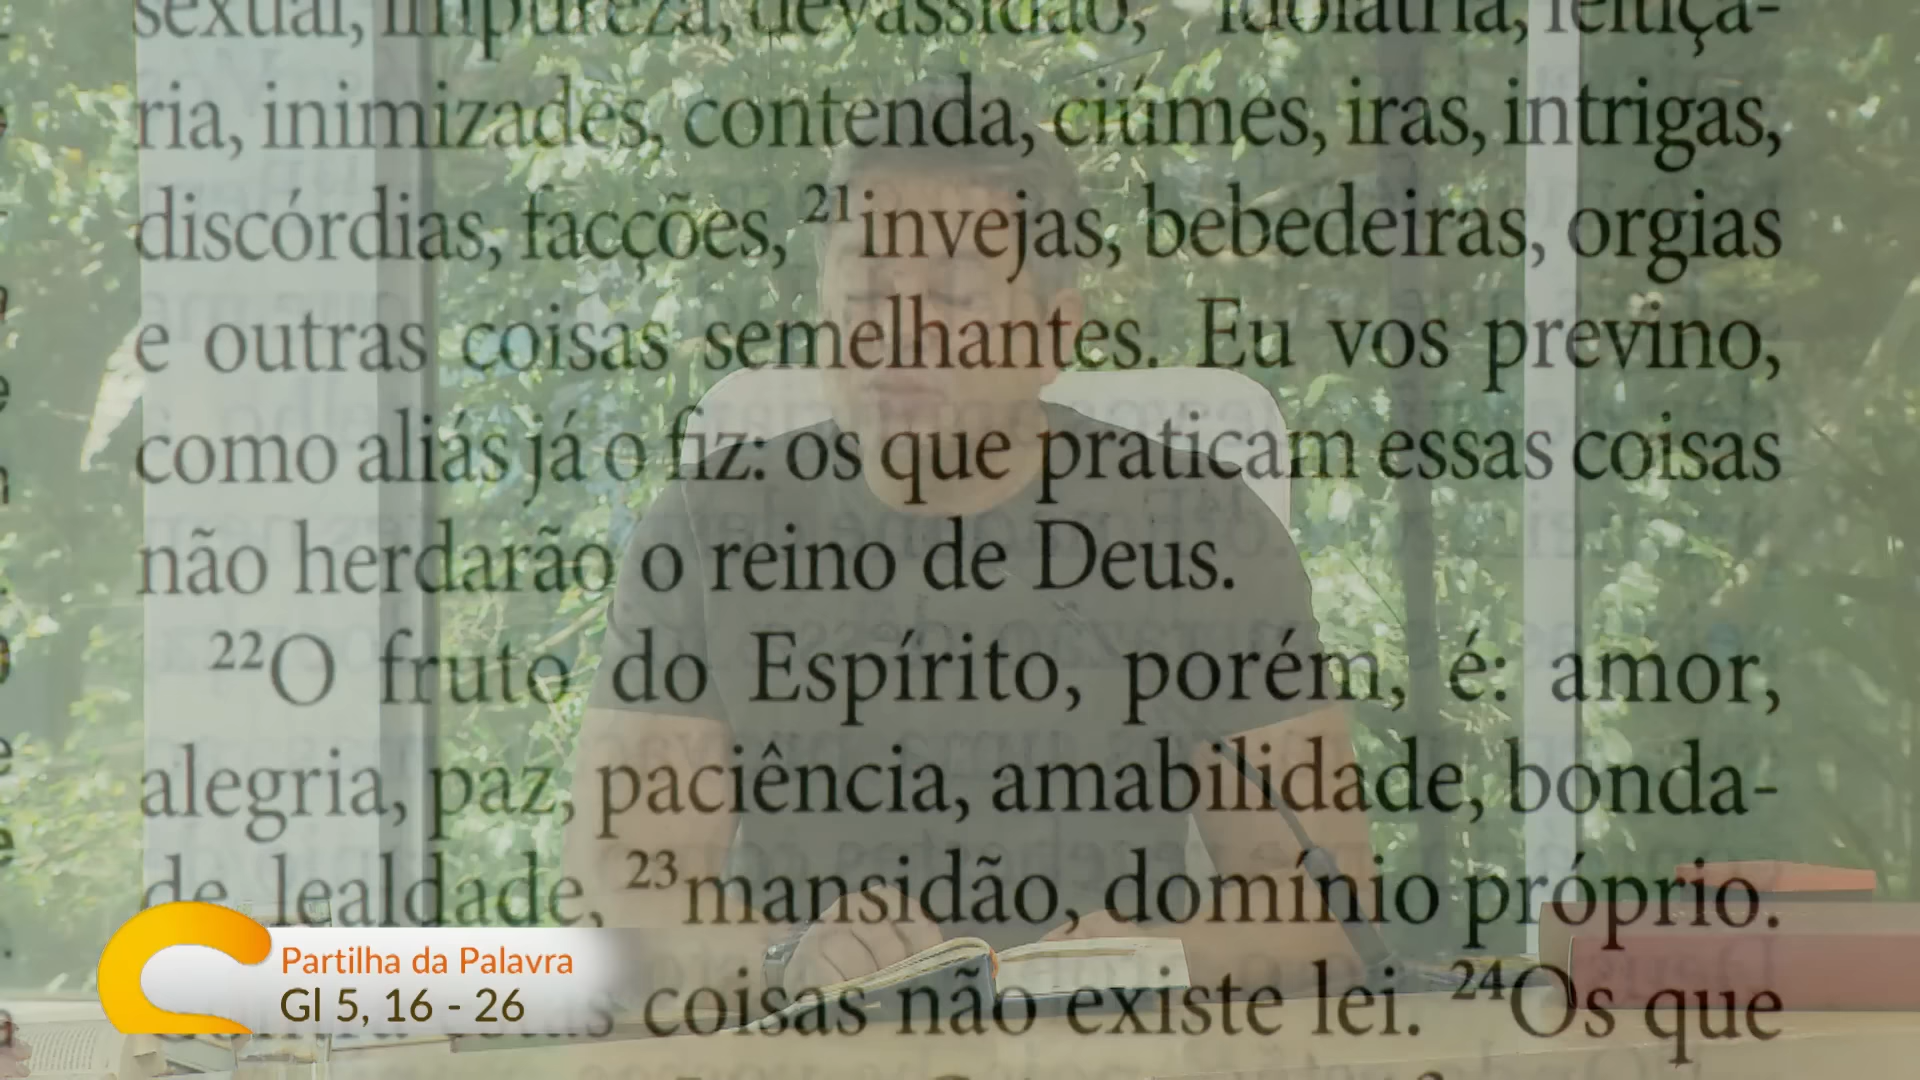 sexual, impureza, devassidão, idolatria, feitiça-
ria, inimizades, contenda, ciúmes, iras, intrigas,
discórdias, facções, ²¹invejas, bebedeiras, orgias
e outras coisas semelhantes. Eu vos previno,
como aliás já o fiz: os que praticam essas coisas
não herdarão o reino de Deus.
²²O fruto do Espírito, porém, é: amor,
alegria, paz, paciência, amabilidade, bonda-
de, lealdade, ²³mansidão, domínio próprio.
coisas não existe lei. ²⁴Os que
Partilha da Palavra
Gl 5, 16 - 26